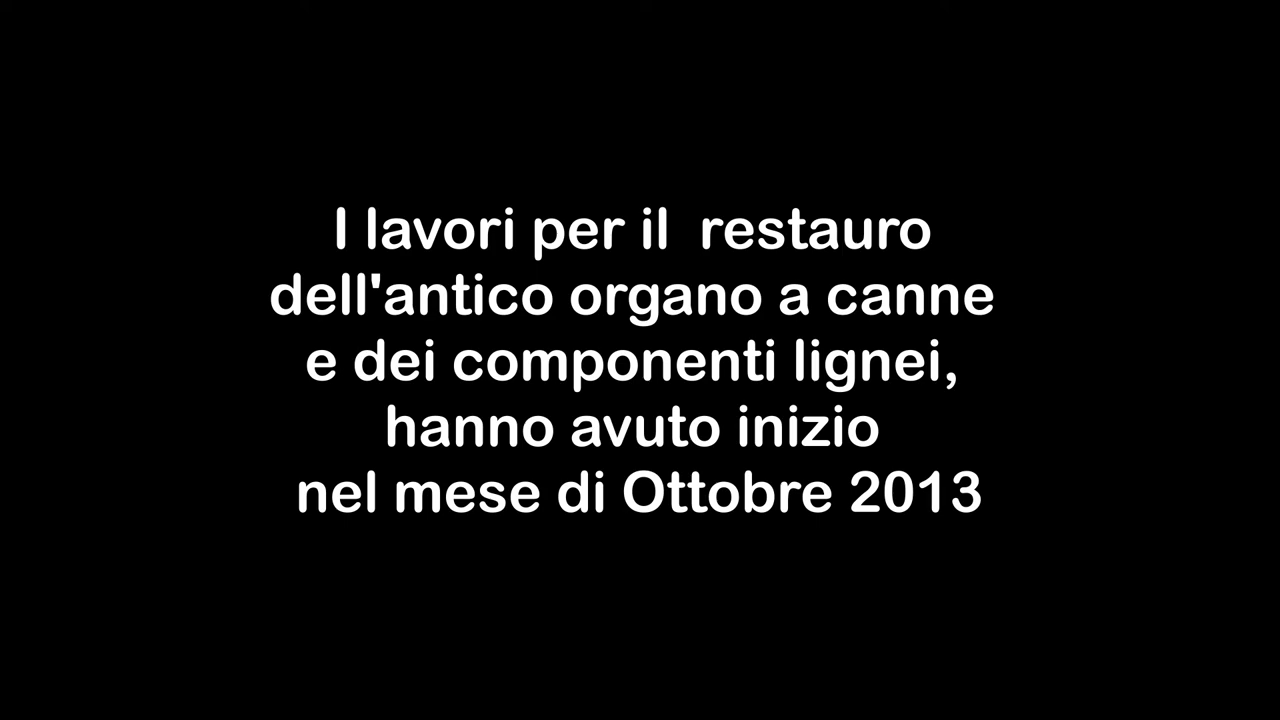 I lavori per il  restauro
dell'antico organo a canne
e dei componenti lignei,
hanno avuto inizio
nel mese di Ottobre 2013